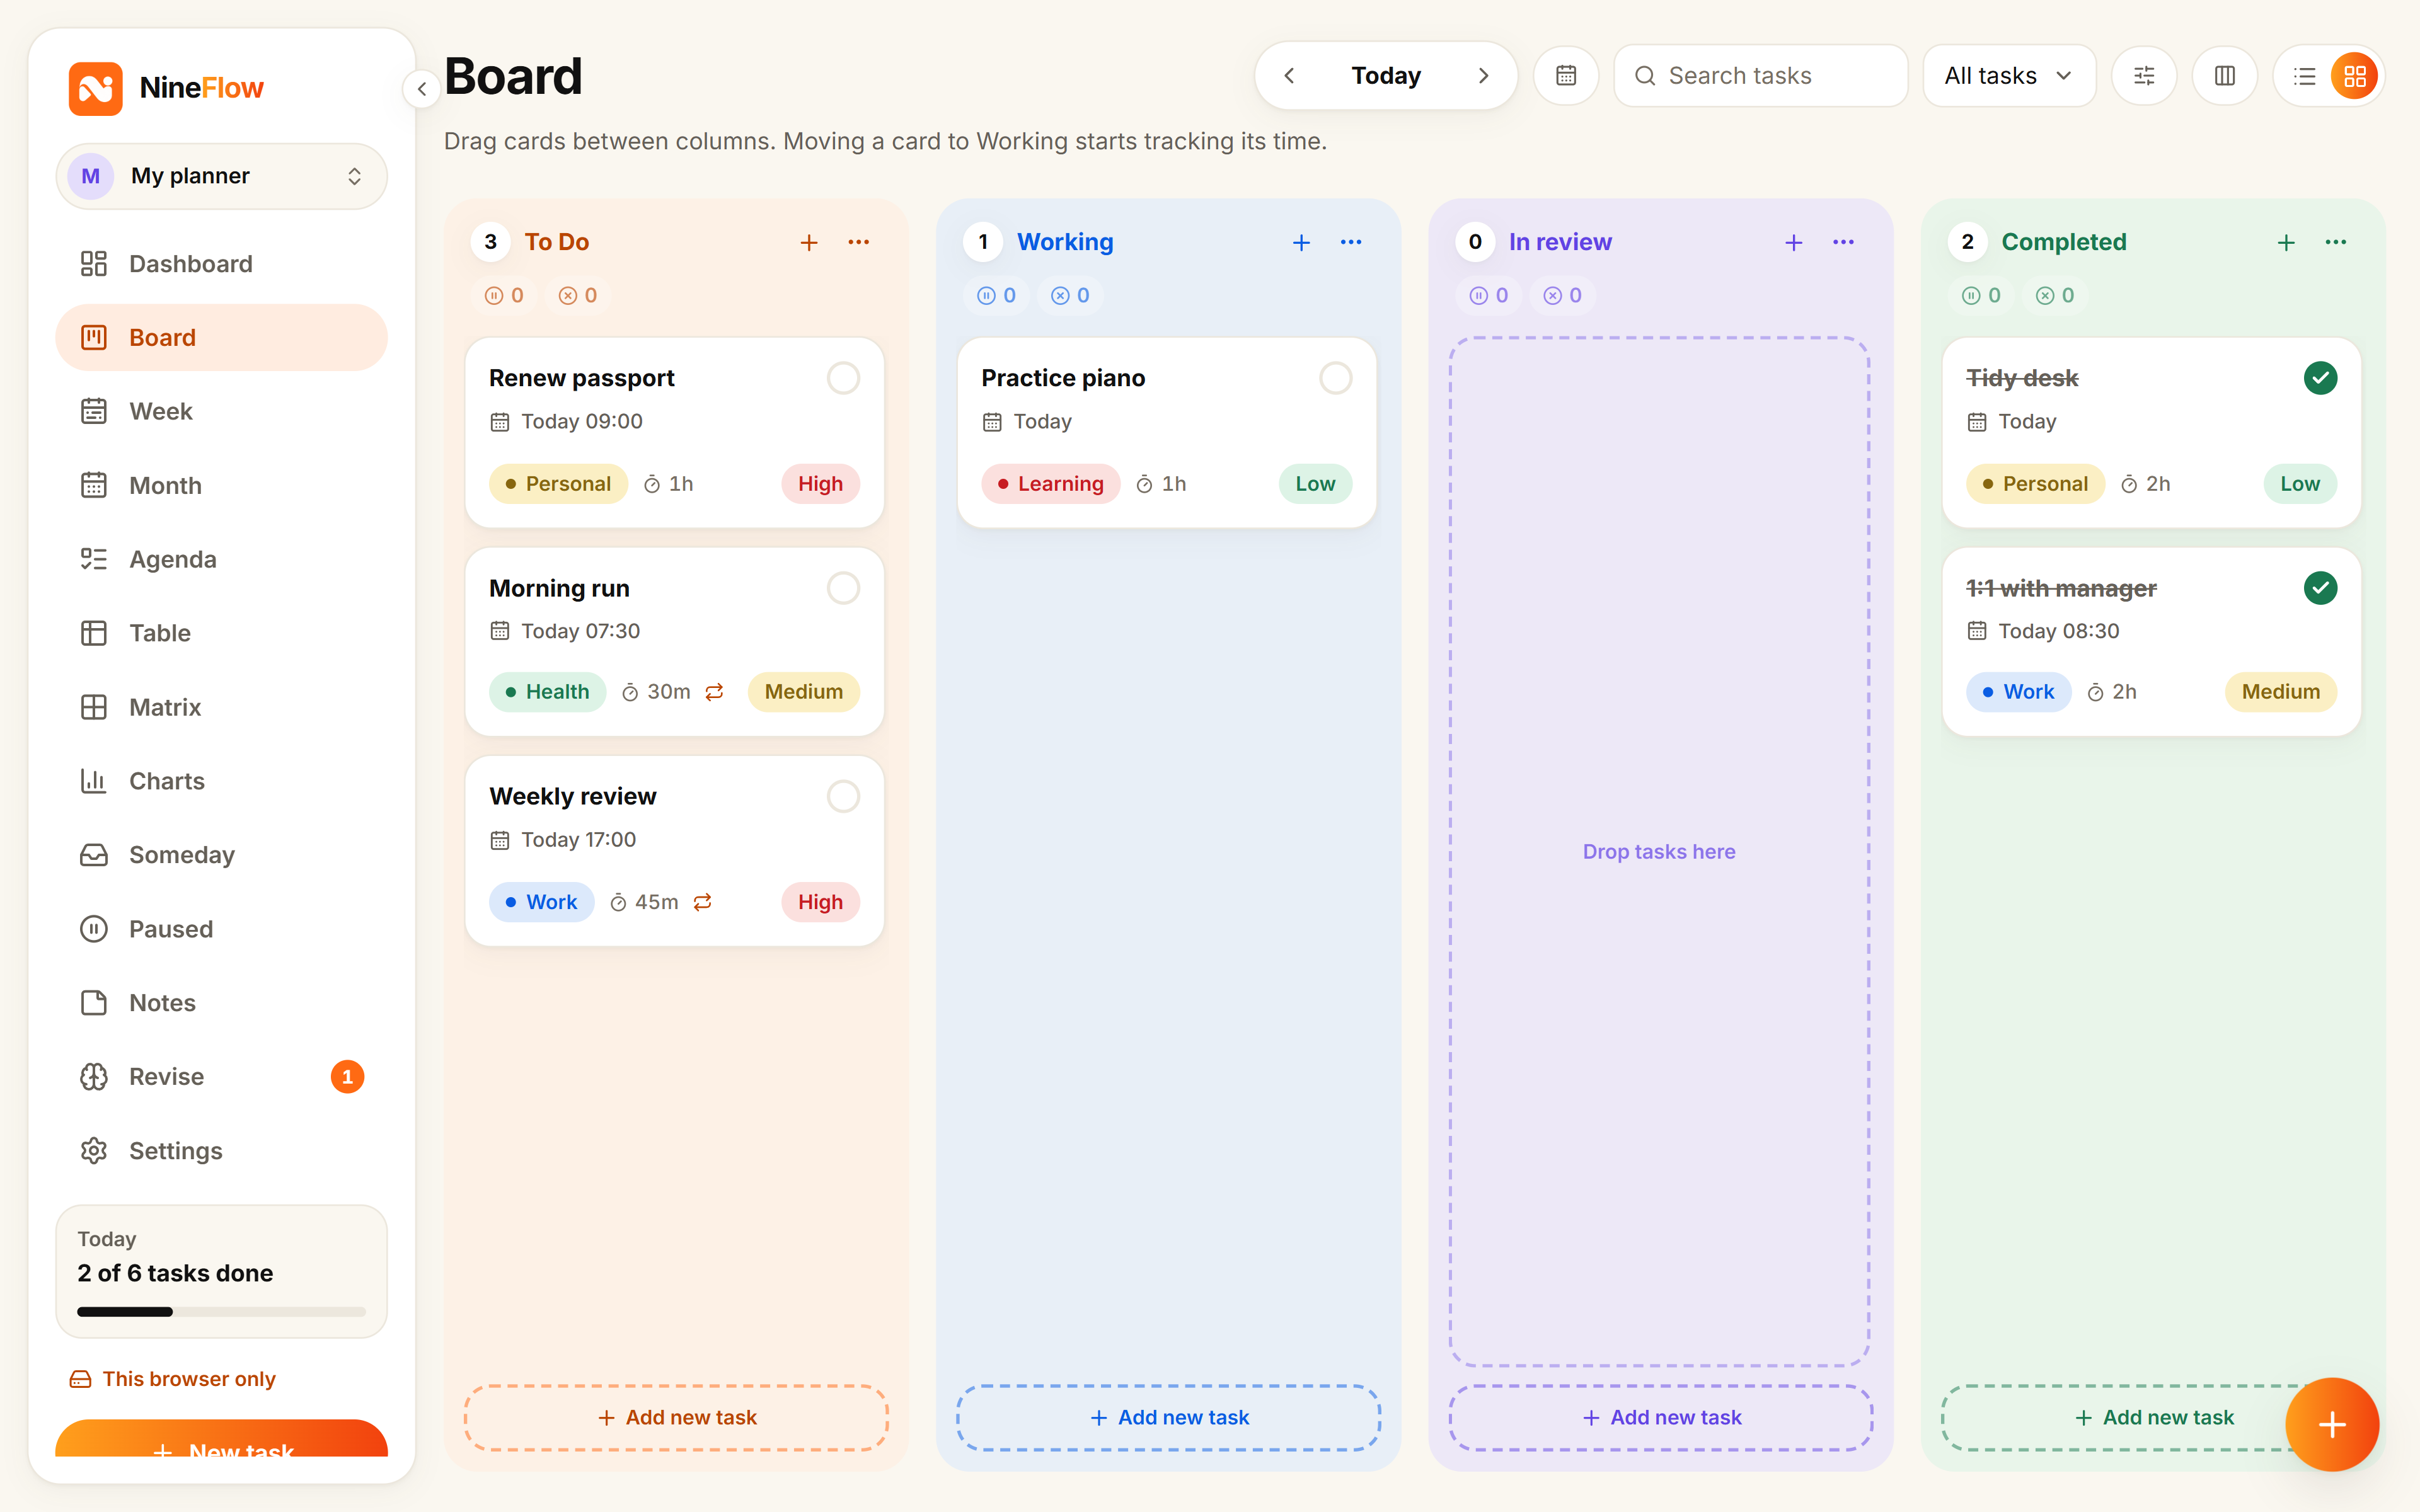 NineFlow
M My planner
Dashboard
Board
Week
Month
Agenda
Table
Matrix
Charts
Someday
Paused
Notes
Revise 1
Settings
Today
2 of 6 tasks done
This browser only
New task
Board
Today
Search tasks
All tasks
Drag cards between columns. Moving a card to Working starts tracking its time.
3 To Do
0 0
Renew passport
Today 09:00
Personal 1h High
Morning run
Today 07:30
Health 30m Medium
Weekly review
Today 17:00
Work 45m High
Add new task
1 Working
0 0
Practice piano
Today
Learning 1h Low
Add new task
0 In review
0 0
Drop tasks here
Add new task
2 Completed
0 0
Tidy desk
Today
Personal 2h Low
1:1 with manager
Today 08:30
Work 2h Medium
Add new task